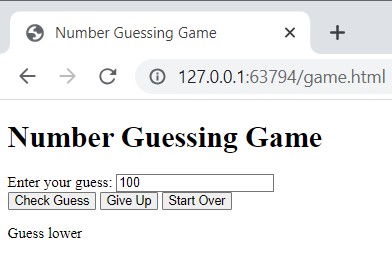 Number Guessing Game
127.0.0.1:63794/game.html
Number Guessing Game
Enter your guess: 100
Check Guess Give Up Start Over
Guess lower